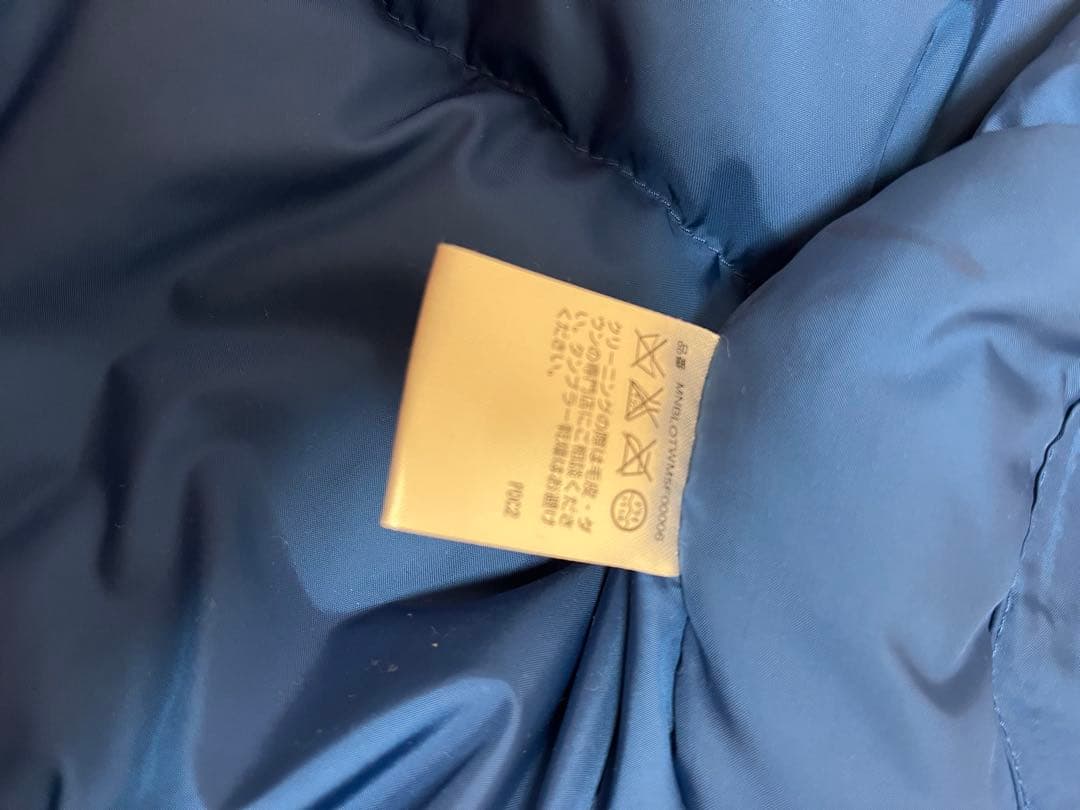 品番 MNBLOTWMSF00006
クリーニングの際は毛皮・ダ
ウンの専門店にご相談くださ
い。タンブラー乾燥はお避け
ください。
PDC2